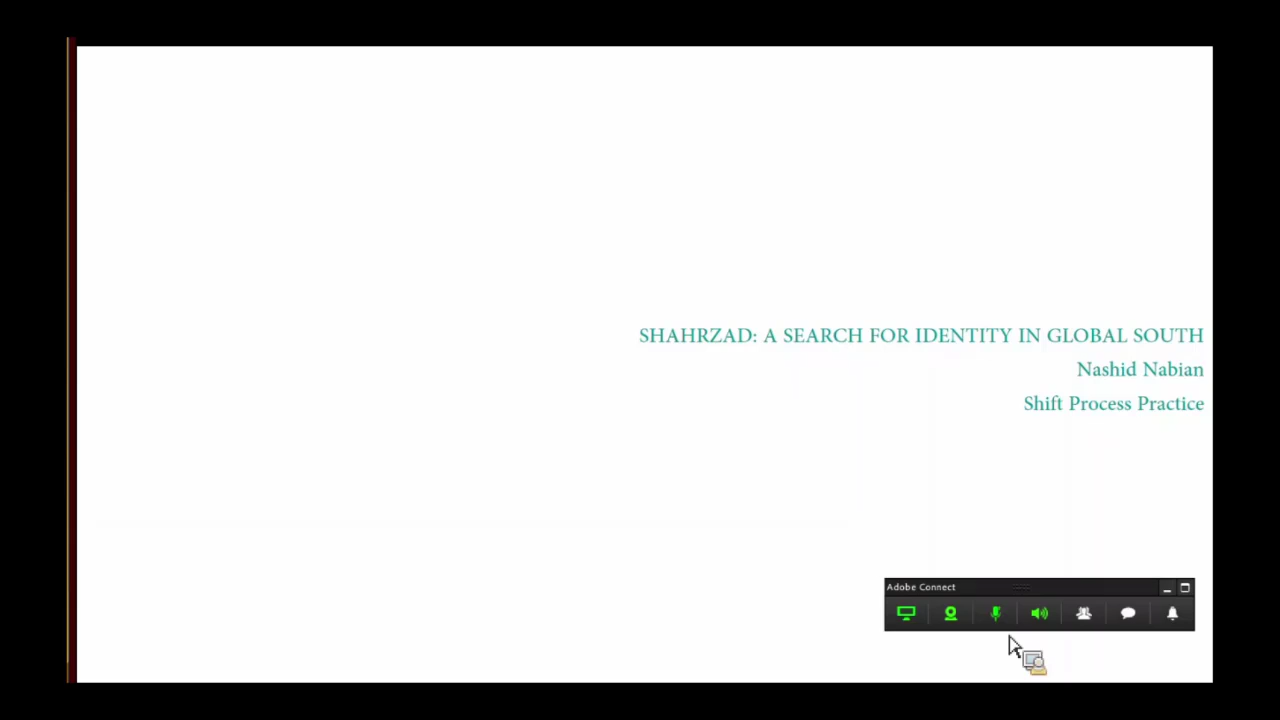 SHAHRZAD: A SEARCH FOR IDENTITY IN GLOBAL SOUTH
Nashid Nabian
Shift Process Practice
Adobe Connect